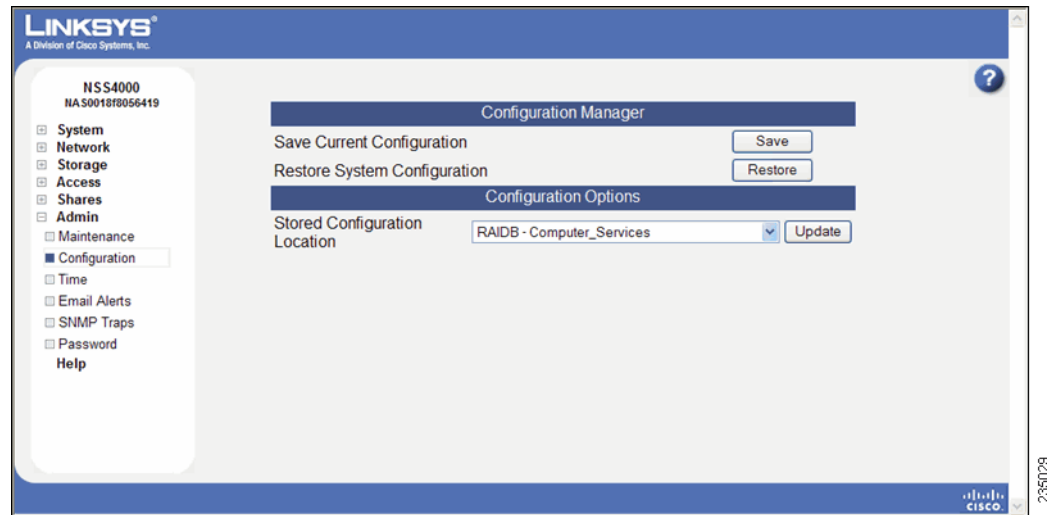 LINKSYS®
A Division of Cisco Systems, Inc.
NSS4000
NAS0018f8056419
System
Network
Storage
Access
Shares
Admin
Maintenance
Configuration
Time
Email Alerts
SNMP Traps
Password
Help
?
Configuration Manager
Save Current Configuration Save
Restore System Configuration Restore
Configuration Options
Stored Configuration
Location RAIDB - Computer_Services Update
CISCO.
235029